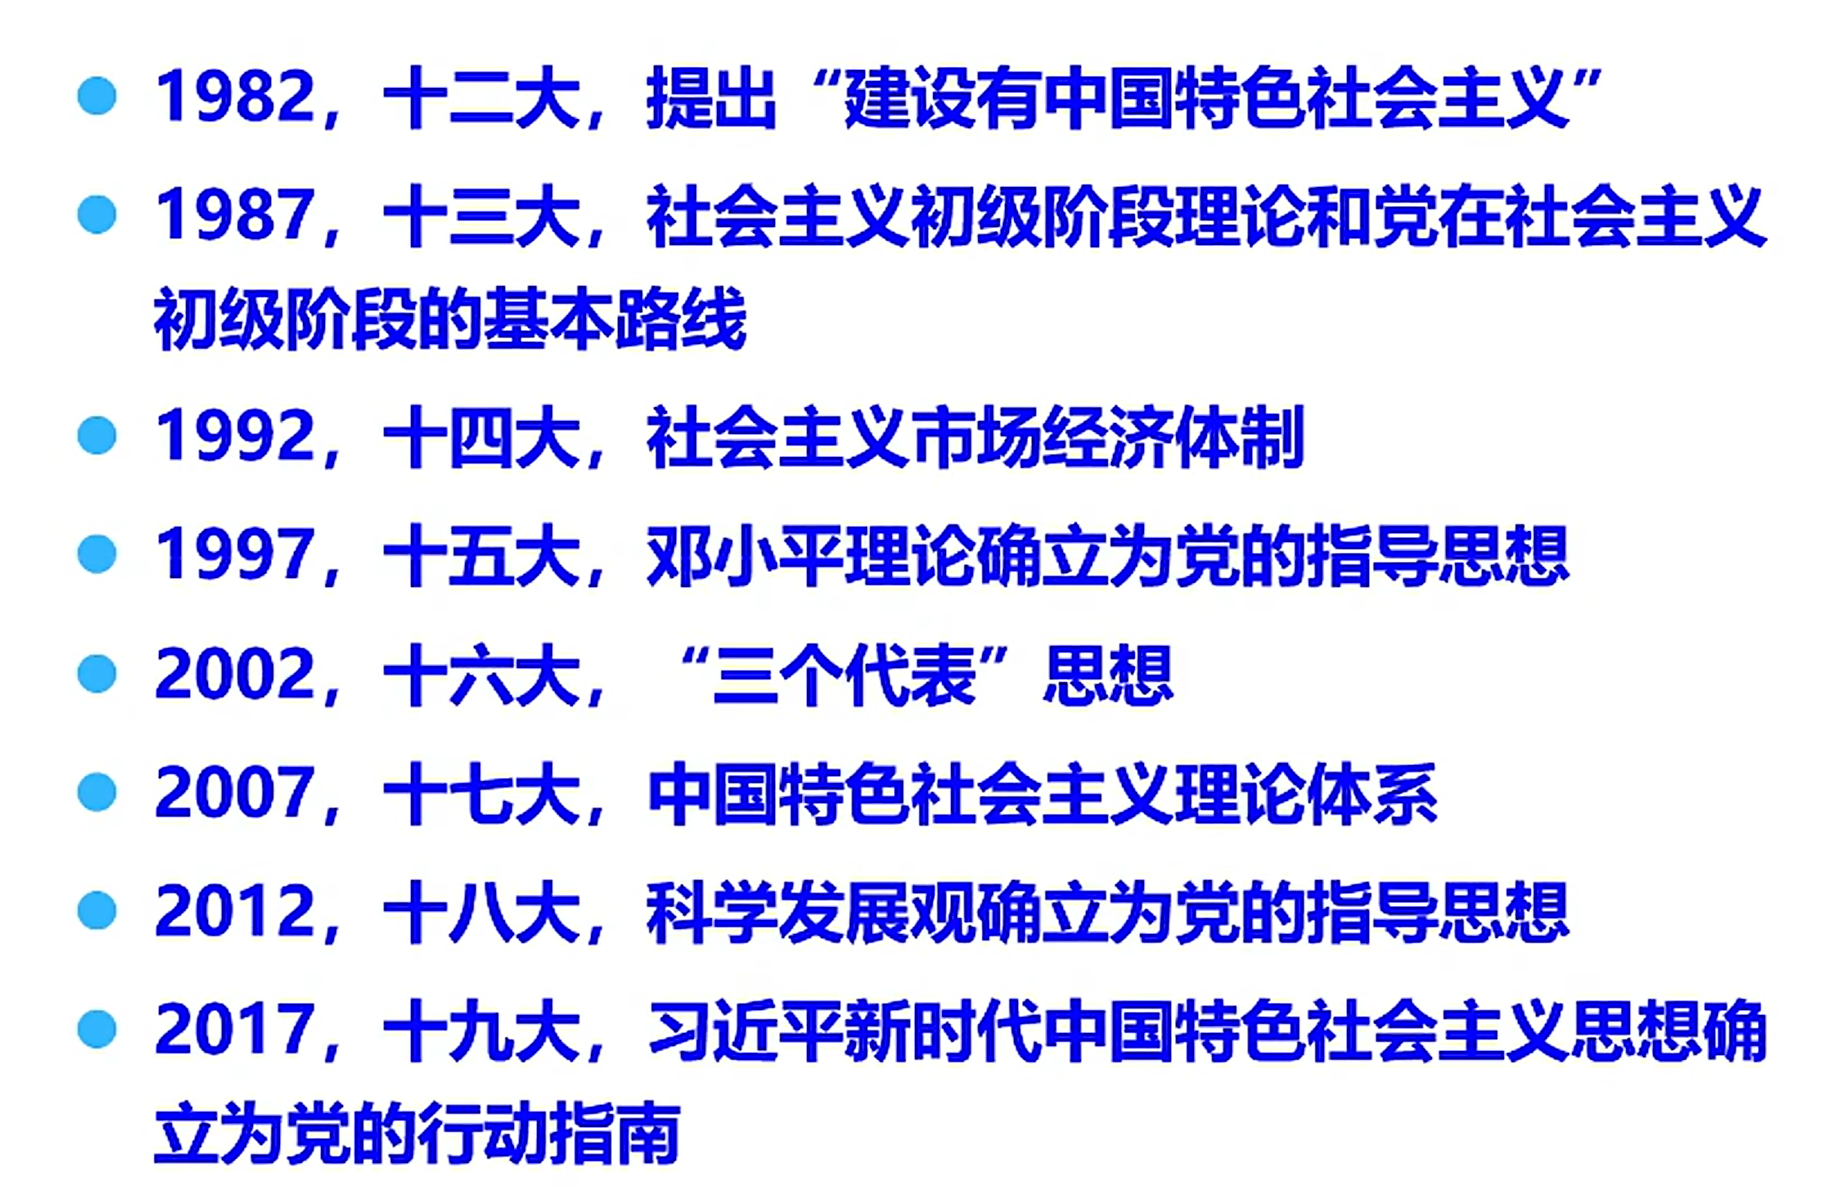 1982，十二大，提出“建设有中国特色社会主义”
1987，十三大，社会主义初级阶段理论和党在社会主义
初级阶段的基本路线
1992，十四大，社会主义市场经济体制
1997，十五大，邓小平理论确立为党的指导思想
2002，十六大，“三个代表”思想
2007，十七大，中国特色社会主义理论体系
2012，十八大，科学发展观确立为党的指导思想
2017，十九大，习近平新时代中国特色社会主义思想确
立为党的行动指南